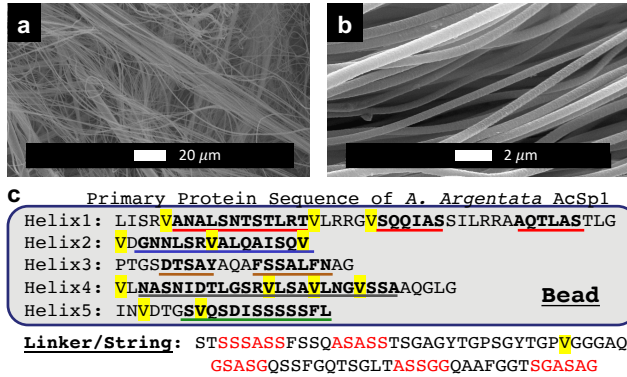 a
b
20 μm
2 μm
c Primary Protein Sequence of A. Argentata AcSp1
Helix1: LISRVANALSNTSTLRTVLRRGVSQQIASSILRRAAQTLASTLG
Helix2: VDGNNLSRVALQAISQV
Helix3: PTGSDTSAYAQAFSSALFNAG
Helix4: VLNASNIDTLGSRVLSAVLNGVSSAAQGLG
Helix5: INVDTGSVQSDISSSSSFL
Bead
Linker/String: STSSSASSFSSQASASSTSGAGYTGPSGYTGPVGGGAQ
GSASGQSSFGQTSGLTASSGGQAAFGGTSGASAG